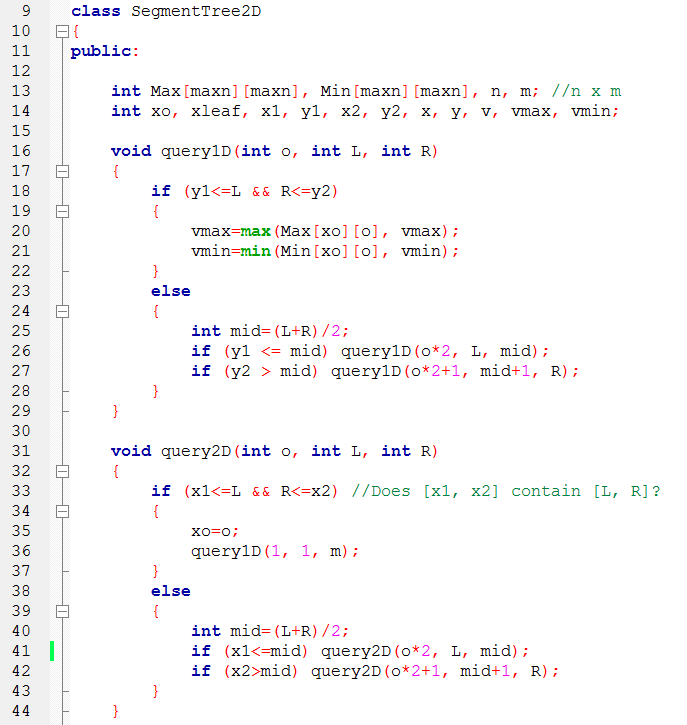 9 class SegmentTree2D
10 {
11 public:
12
13 int Max[maxn][maxn], Min[maxn][maxn], n, m; //n x m
14 int xo, xleaf, x1, y1, x2, y2, x, y, v, vmax, vmin;
15
16 void query1D(int o, int L, int R)
17 {
18 if (y1<=L && R<=y2)
19 {
20 vmax=max(Max[xo][o], vmax);
21 vmin=min(Min[xo][o], vmin);
22 }
23 else
24 {
25 int mid=(L+R)/2;
26 if (y1 <= mid) query1D(o*2, L, mid);
27 if (y2 > mid) query1D(o*2+1, mid+1, R);
28 }
29 }
30
31 void query2D(int o, int L, int R)
32 {
33 if (x1<=L && R<=x2) //Does [x1, x2] contain [L, R]?
34 {
35 xo=o;
36 query1D(1, 1, m);
37 }
38 else
39 {
40 int mid=(L+R)/2;
41 if (x1<=mid) query2D(o*2, L, mid);
42 if (x2>mid) query2D(o*2+1, mid+1, R);
43 }
44 }